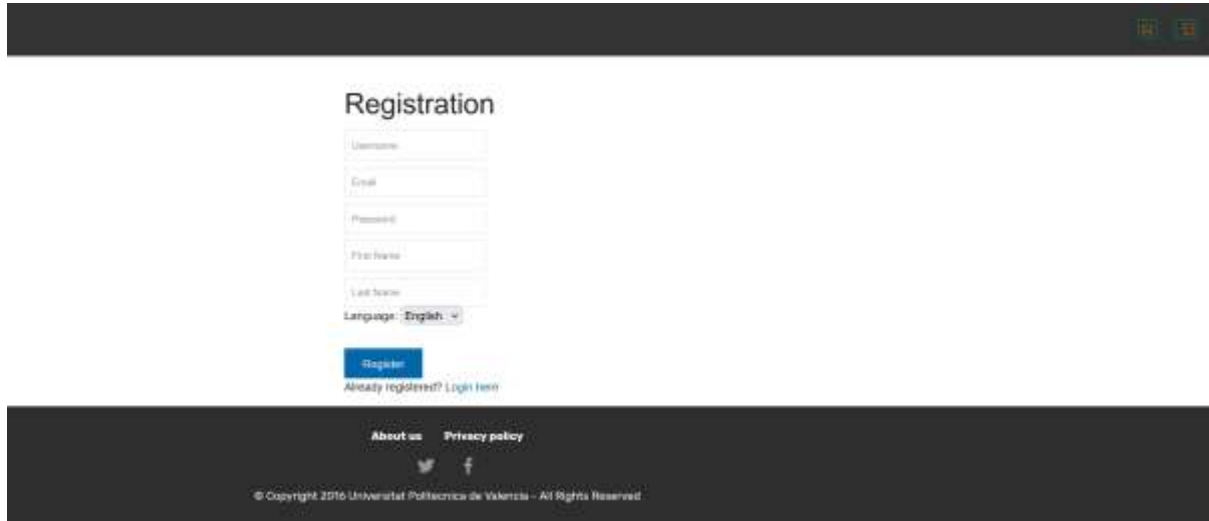 Registration
Username
Email
Password
First Name
Last Name
Language: English
Register
Already registered? Login here
About us Privacy policy
© Copyright 2016 Universitat Politecnica de Valencia - All Rights Reserved